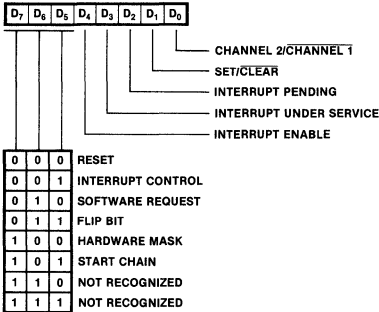 D7 D6 D5 D4 D3 D2 D1 D0
CHANNEL 2/CHANNEL 1
SET/CLEAR
INTERRUPT PENDING
INTERRUPT UNDER SERVICE
INTERRUPT ENABLE
0 0 0 RESET
0 0 1 INTERRUPT CONTROL
0 1 0 SOFTWARE REQUEST
0 1 1 FLIP BIT
1 0 0 HARDWARE MASK
1 0 1 START CHAIN
1 1 0 NOT RECOGNIZED
1 1 1 NOT RECOGNIZED